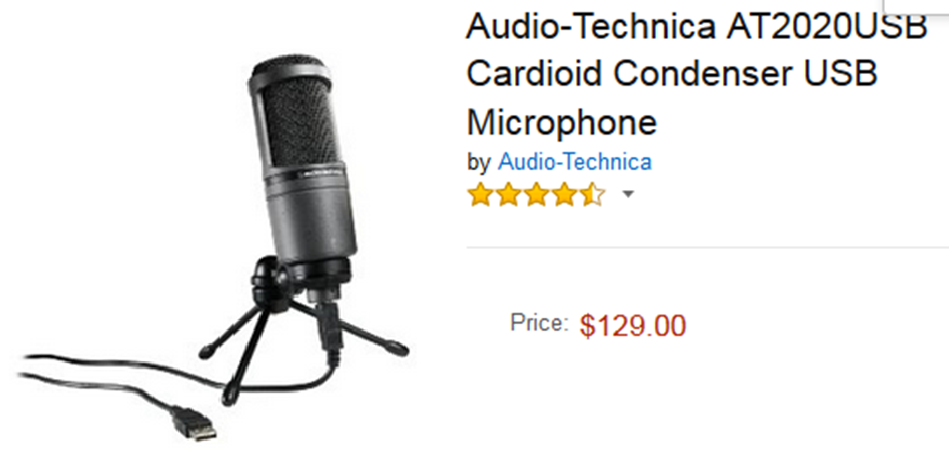 Audio-Technica AT2020USB
Cardioid Condenser USB
Microphone
by Audio-Technica
Price: $129.00